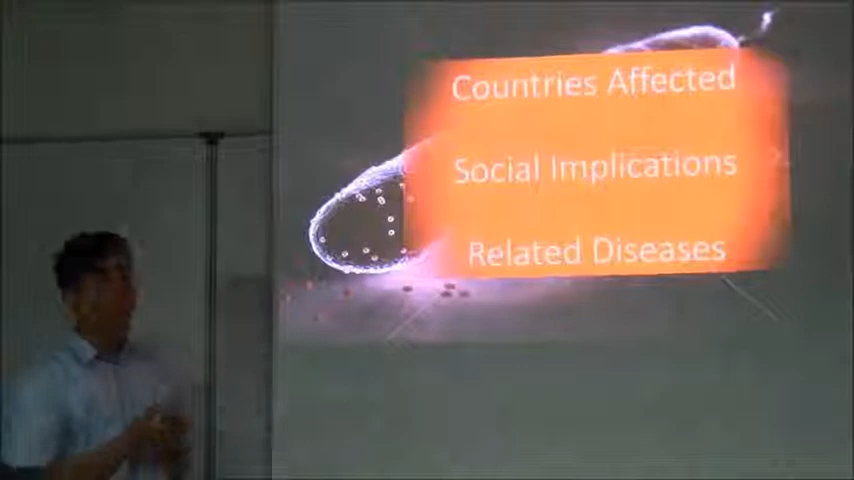 Countries Affected
Social Implications
Related Diseases